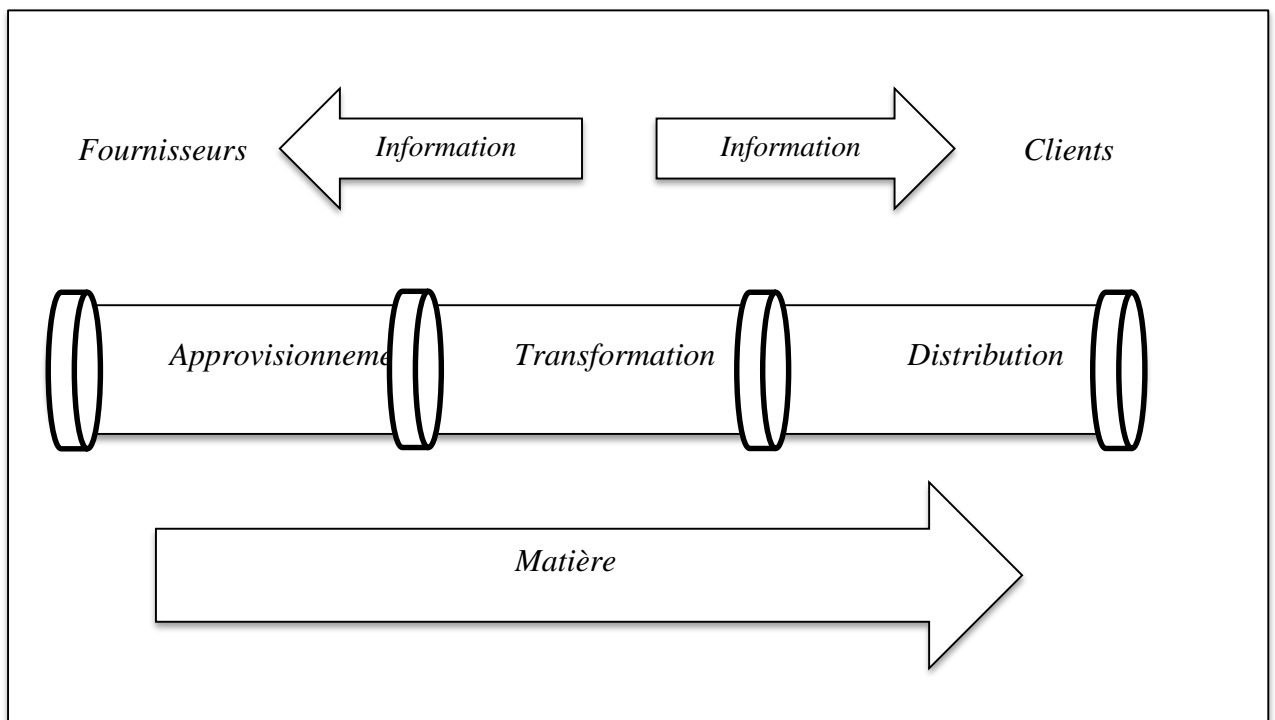 Fournisseurs Information Information Clients
Approvisionneme Transformation Distribution
Matière